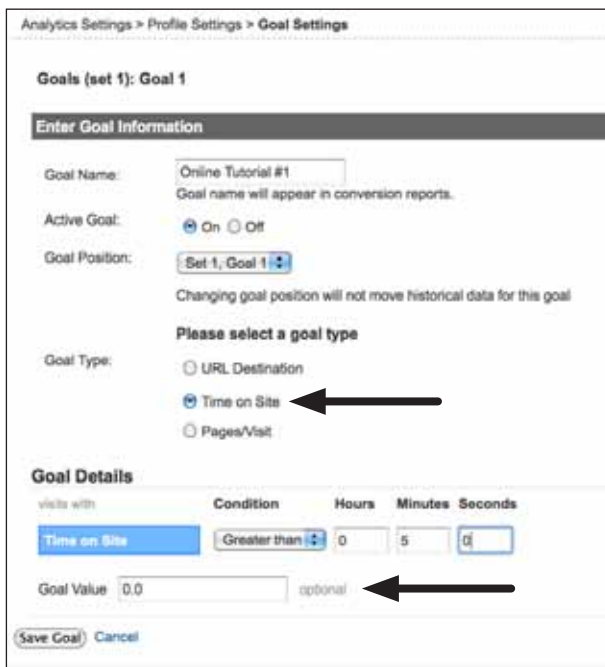 Analytics Settings > Profile Settings > Goal Settings
Goals (set 1): Goal 1
Enter Goal Information
Goal Name: Online Tutorial #1
Goal name will appear in conversion reports.
Active Goal: On Off
Goal Position: Set 1, Goal 1
Changing goal position will not move historical data for this goal
Please select a goal type
Goal Type: URL Destination
Time on Site
Pages/Visit
Goal Details
visits with Condition Hours Minutes Seconds
Time on Site Greater than 0 5 0
Goal Value 0.0 optional
Save Goal Cancel